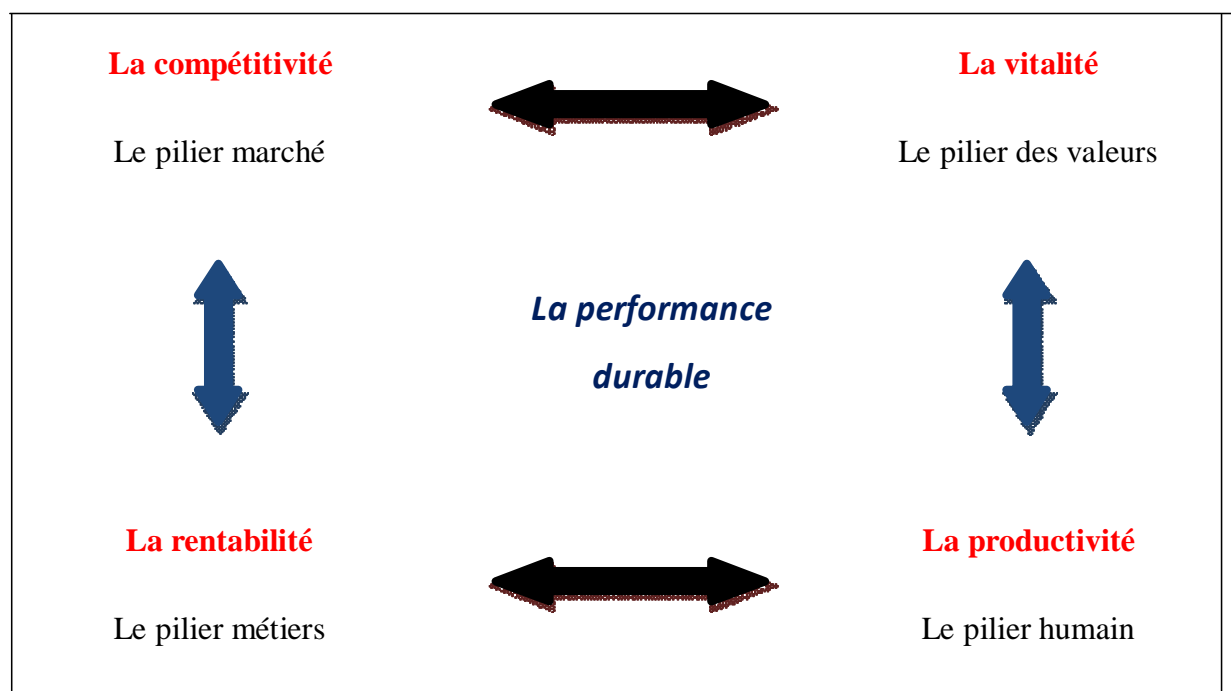 La compétitivité
La vitalité
Le pilier marché
Le pilier des valeurs
La performance
durable
La rentabilité
La productivité
Le pilier métiers
Le pilier humain